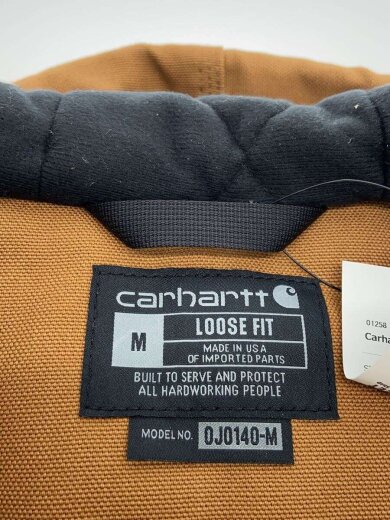 carhartt
M
LOOSE FIT
MADE IN USA
OF IMPORTED PARTS
BUILT TO SERVE AND PROTECT
ALL HARDWORKING PEOPLE
MODEL NO. OJ0140-M
01258
Carha